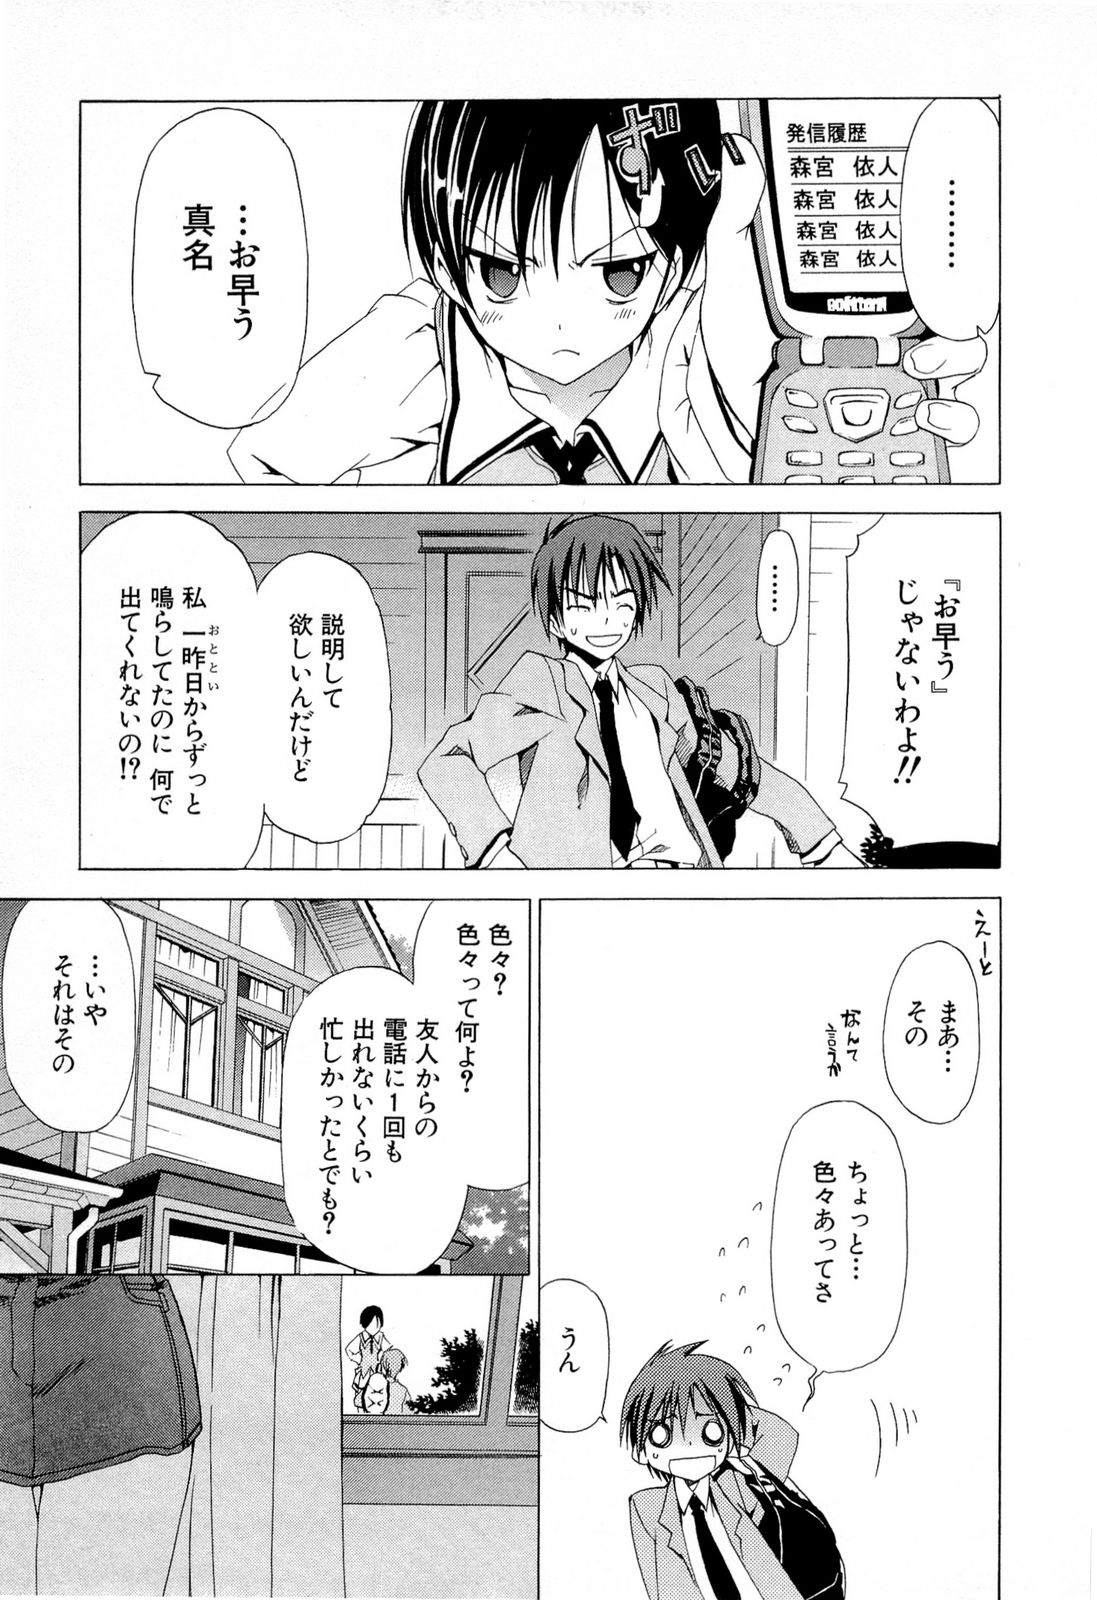 ………
発信履歴
森宮 依人
森宮 依人
森宮 依人
森宮 依人
ずいっ
…お早う
真名
『お早う』
じゃないわよ!!
……
説明して
欲しいんだけど
私 一昨日からずっと
おととい
鳴らしてたのに 何で
出てくれないの!?
えーと
まあ…
その
なんて
言うか
ちょっと…
色々あってさ
うん
色々?
色々って何よ?
友人からの
電話に1回も
出れないくらい
忙しかったとでも?
…いや
それはその